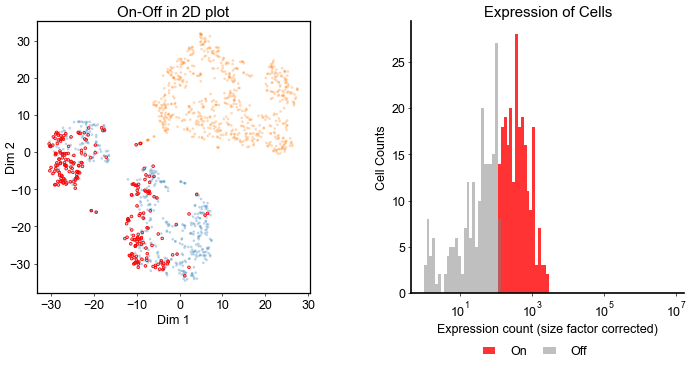 On-Off in 2D plot
Dim 2
30
20
10
0
−10
−20
−30
−30 −20 −10 0 10 20 30
Dim 1
Expression of Cells
Cell Counts
25
20
15
10
5
0
10^1 10^3 10^5 10^7
Expression count (size factor corrected)
On Off